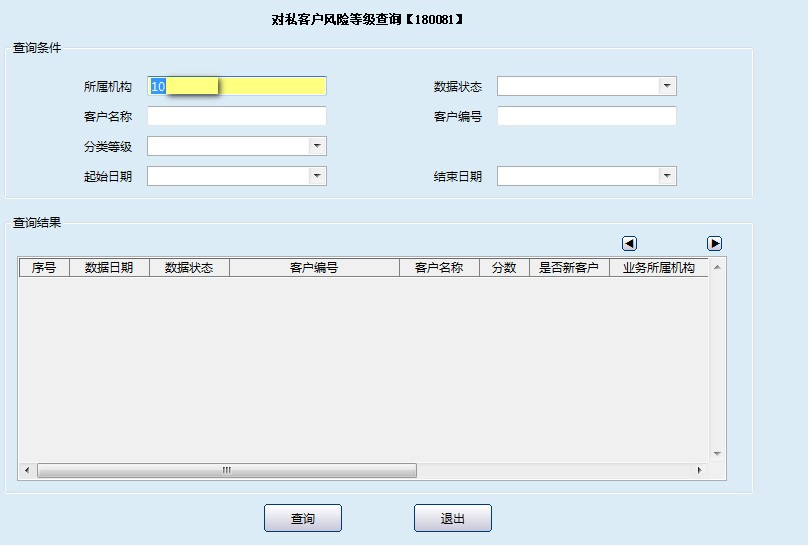 对私客户风险等级查询【180081】
查询条件
所属机构 10 数据状态
客户名称 客户编号
分类等级
起始日期 结束日期
查询结果
序号 数据日期 数据状态 客户编号 客户名称 分数 是否新客户 业务所属机构
查询 退出